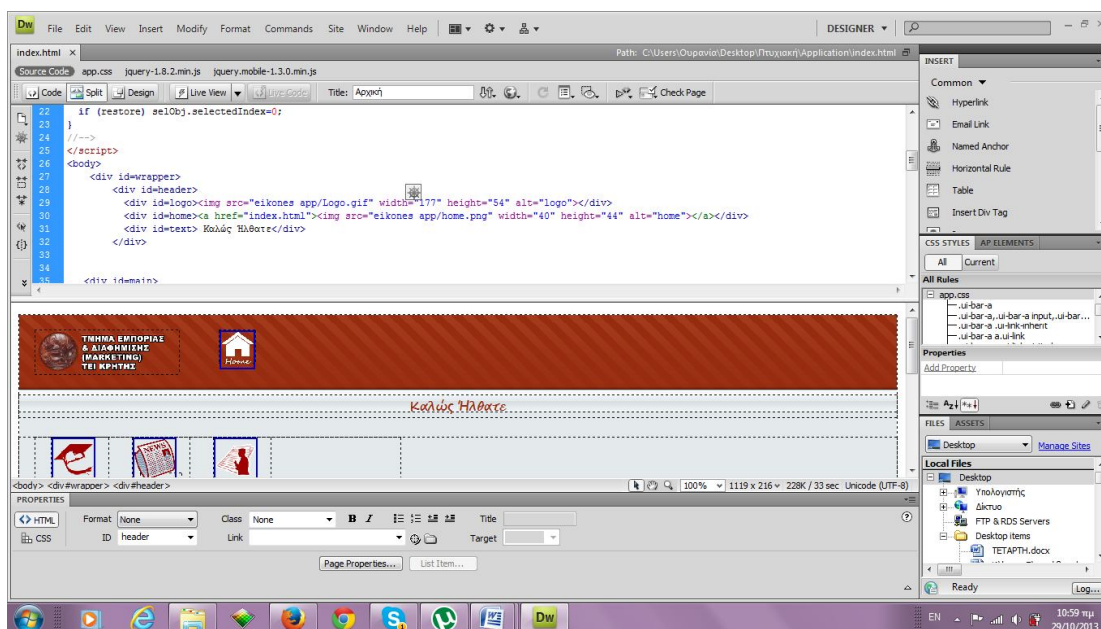 Dw File Edit View Insert Modify Format Commands Site Window Help DESIGNER
index.html × Path: C:\Users\Ουρανία\Desktop\Πτυχιακή\Application\index.html
Source Code app.css jquery-1.8.2.min.js jquery.mobile-1.3.0.min.js
Code Split Design Live View Live Code Title: Αρχική Check Page
22 if (restore) selObj.selectedIndex=0;
23 }
24 //-->
25 </script>
26 <body>
27 <div id=wrapper>
28 <div id=header>
29 <div id=logo><img src="eikones app/Logo.gif" width="177" height="54" alt="logo"></div>
30 <div id=home><a href="index.html"><img src="eikones app/home.png" width="40" height="44" alt="home"></a></div>
31 <div id=text> Καλώς Ήλθατε</div>
32 </div>
33
34
35 <div id=main>
ΤΜΗΜΑ ΕΜΠΟΡΙΑΣ
& ΔΙΑΦΗΜΙΣΗΣ
(MARKETING)
ΤΕΙ ΚΡΗΤΗΣ
Home
Καλώς Ήλθατε
NEWS
<body> <div#wrapper> <div#header> 100% 1119 x 216 228K / 33 sec Unicode (UTF-8)
PROPERTIES
HTML Format None Class None B I Title
CSS ID header Link Target
Page Properties... List Item...
INSERT
Common
Hyperlink
Email Link
Named Anchor
Horizontal Rule
Table
Insert Div Tag
CSS STYLES AP ELEMENTS
All Current
All Rules
app.css
.ui-bar-a
.ui-bar-a,.ui-bar-a input,.ui-bar...
.ui-bar-a .ui-link-inherit
.ui-bar-a a.ui-link
Properties
Add Property
FILES ASSETS
Desktop Manage Sites
Local Files
Desktop
Υπολογιστής
Δίκτυο
FTP & RDS Servers
Desktop items
TETAPTH.docx
Ready Log...
Dw EN 10:59 πμ
29/10/2013